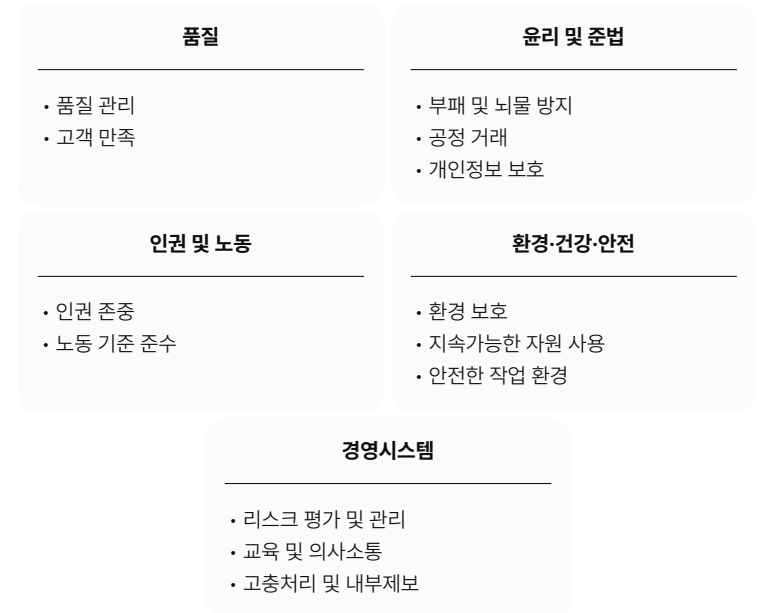 품질
• 품질 관리
• 고객 만족
윤리 및 준법
• 부패 및 뇌물 방지
• 공정 거래
• 개인정보 보호
인권 및 노동
• 인권 존중
• 노동 기준 준수
환경·건강·안전
• 환경 보호
• 지속가능한 자원 사용
• 안전한 작업 환경
경영시스템
• 리스크 평가 및 관리
• 교육 및 의사소통
• 고충처리 및 내부제보